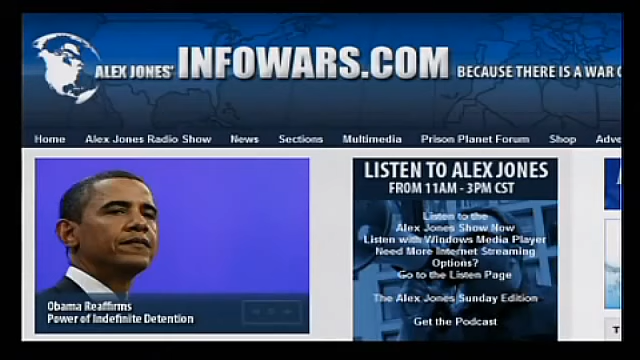 ALEX JONES' INFOWARS.COM BECAUSE THERE IS A WAR
Home Alex Jones Radio Show News Sections Multimedia Prison Planet Forum Shop Adve
LISTEN TO ALEX JONES
FROM 11AM - 3PM CST
Listen to the
Alex Jones Show Now
Listen with Windows Media Player
Need More Internet Streaming
Options?
Go to the Listen Page
The Alex Jones Sunday Edition
Get the Podcast
Obama Reaffirms
Power of Indefinite Detention